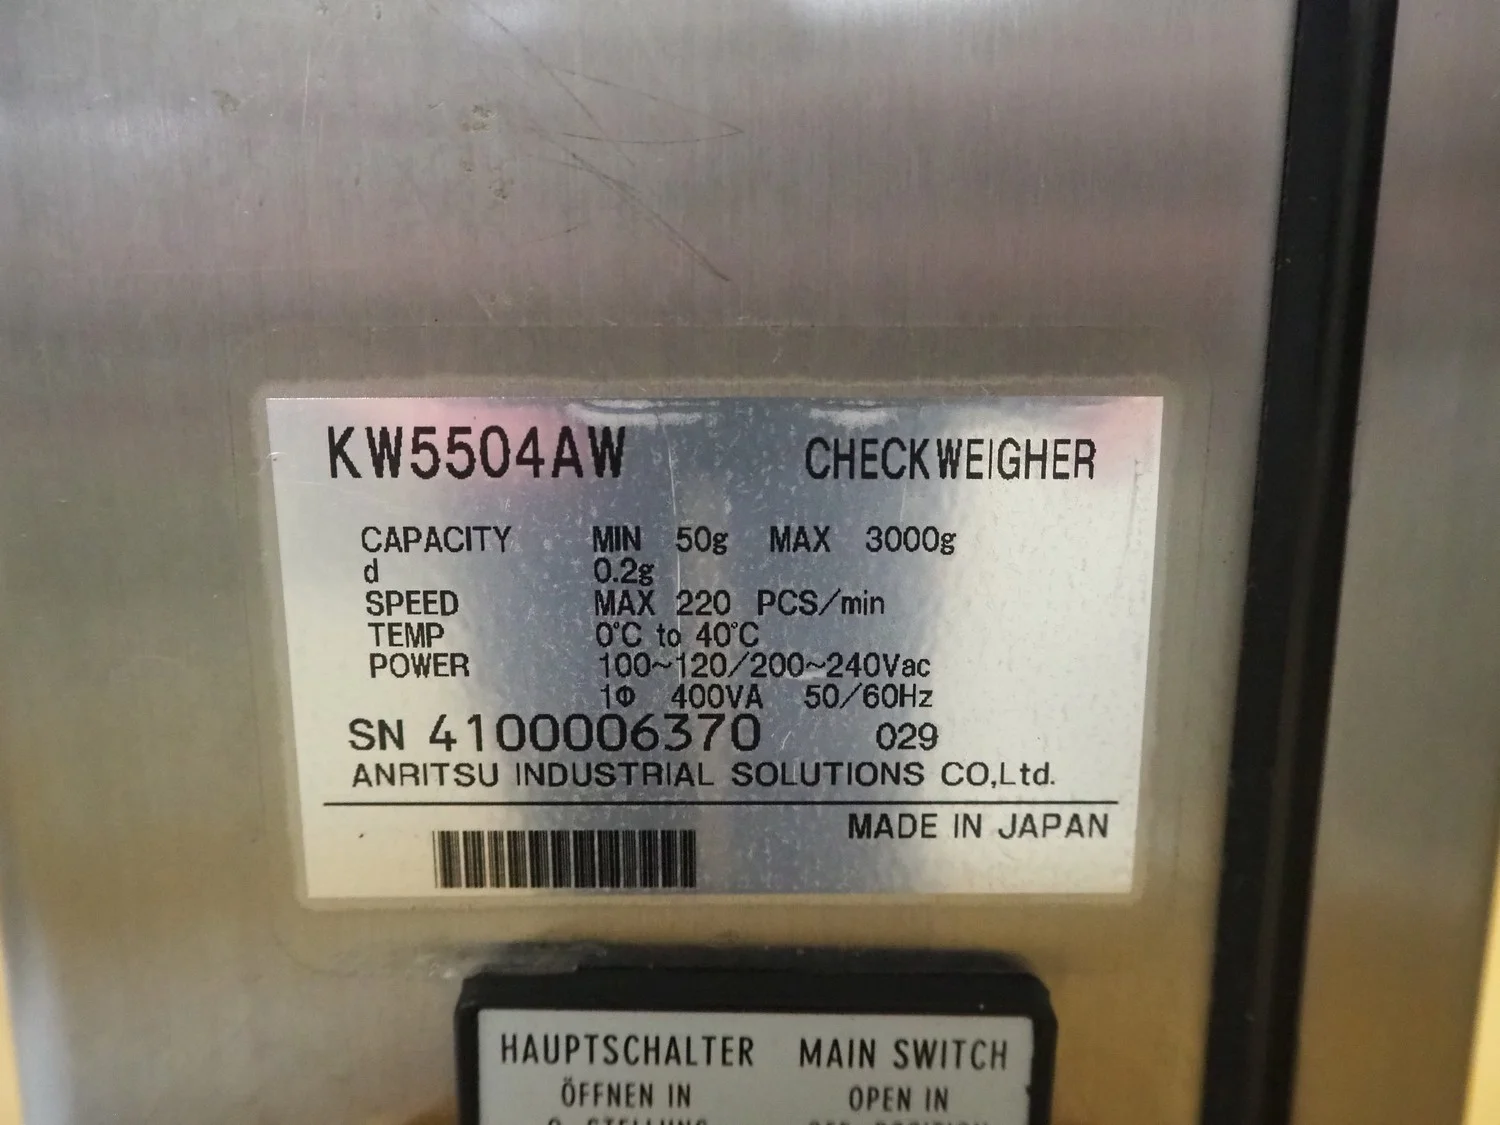 KW5504AW CHECKWEIGHER
CAPACITY MIN 50g MAX 3000g
d 0.2g
SPEED MAX 220 PCS/min
TEMP 0°C to 40°C
POWER 100~120/200~240Vac
1Φ 400VA 50/60Hz
SN 4100006370 029
ANRITSU INDUSTRIAL SOLUTIONS CO,Ltd.
MADE IN JAPAN
HAUPTSCHALTER MAIN SWITCH
ÖFFNEN IN OPEN IN